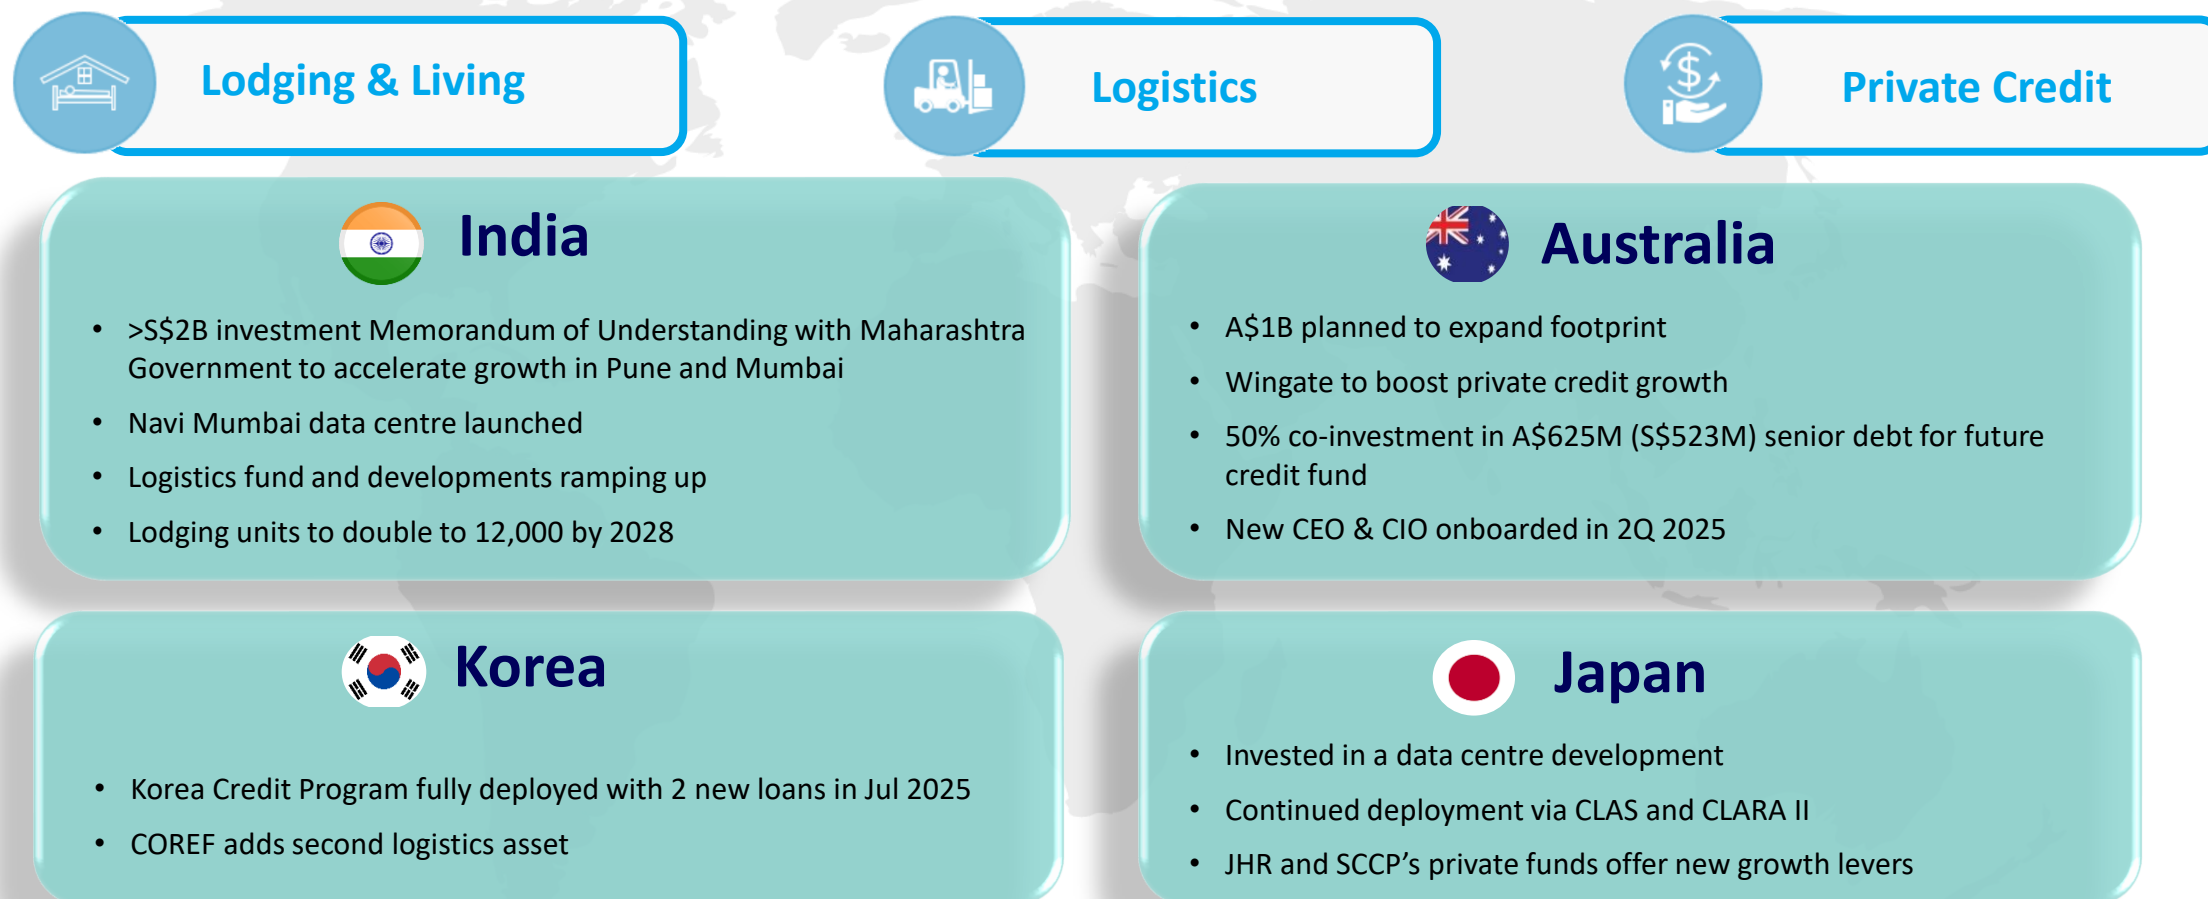 Lodging & Living
Logistics
Private Credit
India
• >S$2B investment Memorandum of Understanding with Maharashtra
Government to accelerate growth in Pune and Mumbai
• Navi Mumbai data centre launched
• Logistics fund and developments ramping up
• Lodging units to double to 12,000 by 2028
Australia
• A$1B planned to expand footprint
• Wingate to boost private credit growth
• 50% co-investment in A$625M (S$523M) senior debt for future
credit fund
• New CEO & CIO onboarded in 2Q 2025
Korea
• Korea Credit Program fully deployed with 2 new loans in Jul 2025
• COREF adds second logistics asset
Japan
• Invested in a data centre development
• Continued deployment via CLAS and CLARA II
• JHR and SCCP’s private funds offer new growth levers